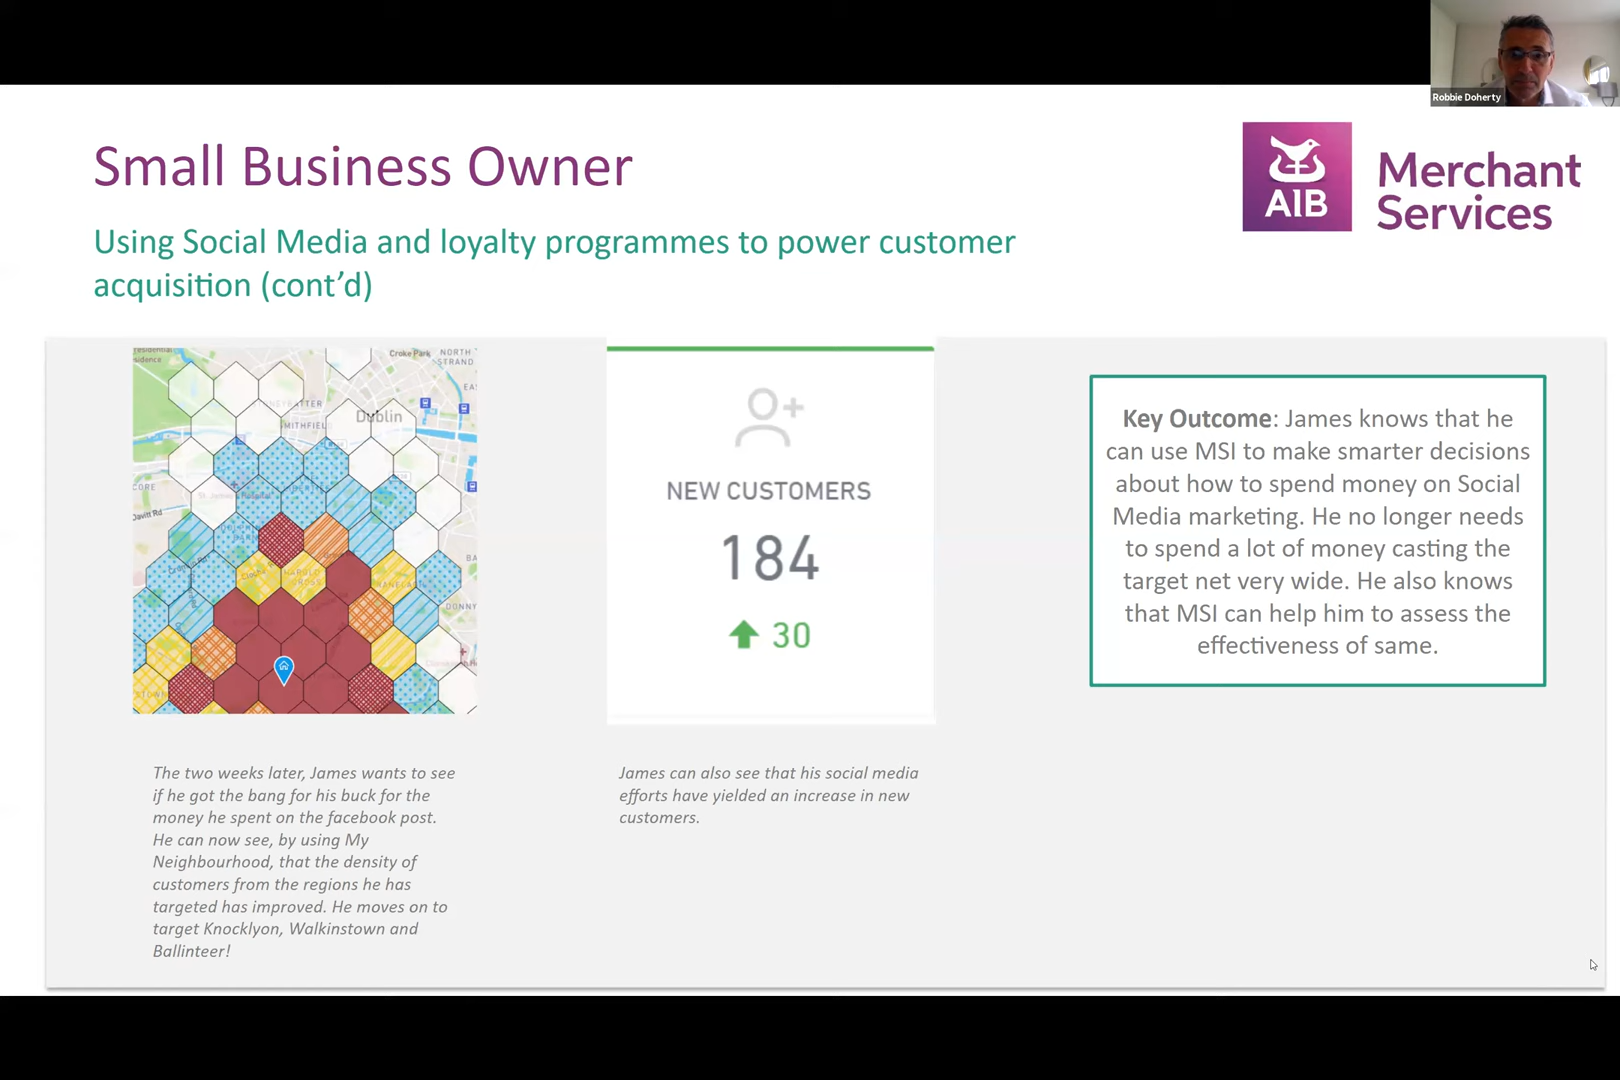 Robbie Doherty
Small Business Owner
AIB
Merchant
Services
Using Social Media and loyalty programmes to power customer
acquisition (cont'd)
Croke Park
NORTH
STRAND
Dublin
SMITHFIELD
CORE
Davitt Rd
HAROLD
CROSS
DONNY
The two weeks later, James wants to see
if he got the bang for his buck for the
money he spent on the facebook post.
He can now see, by using My
Neighbourhood, that the density of
customers from the regions he has
targeted has improved. He moves on to
target Knocklyon, Walkinstown and
Ballinteer!
NEW CUSTOMERS
184
30
James can also see that his social media
efforts have yielded an increase in new
customers.
Key Outcome: James knows that he
can use MSI to make smarter decisions
about how to spend money on Social
Media marketing. He no longer needs
to spend a lot of money casting the
target net very wide. He also knows
that MSI can help him to assess the
effectiveness of same.